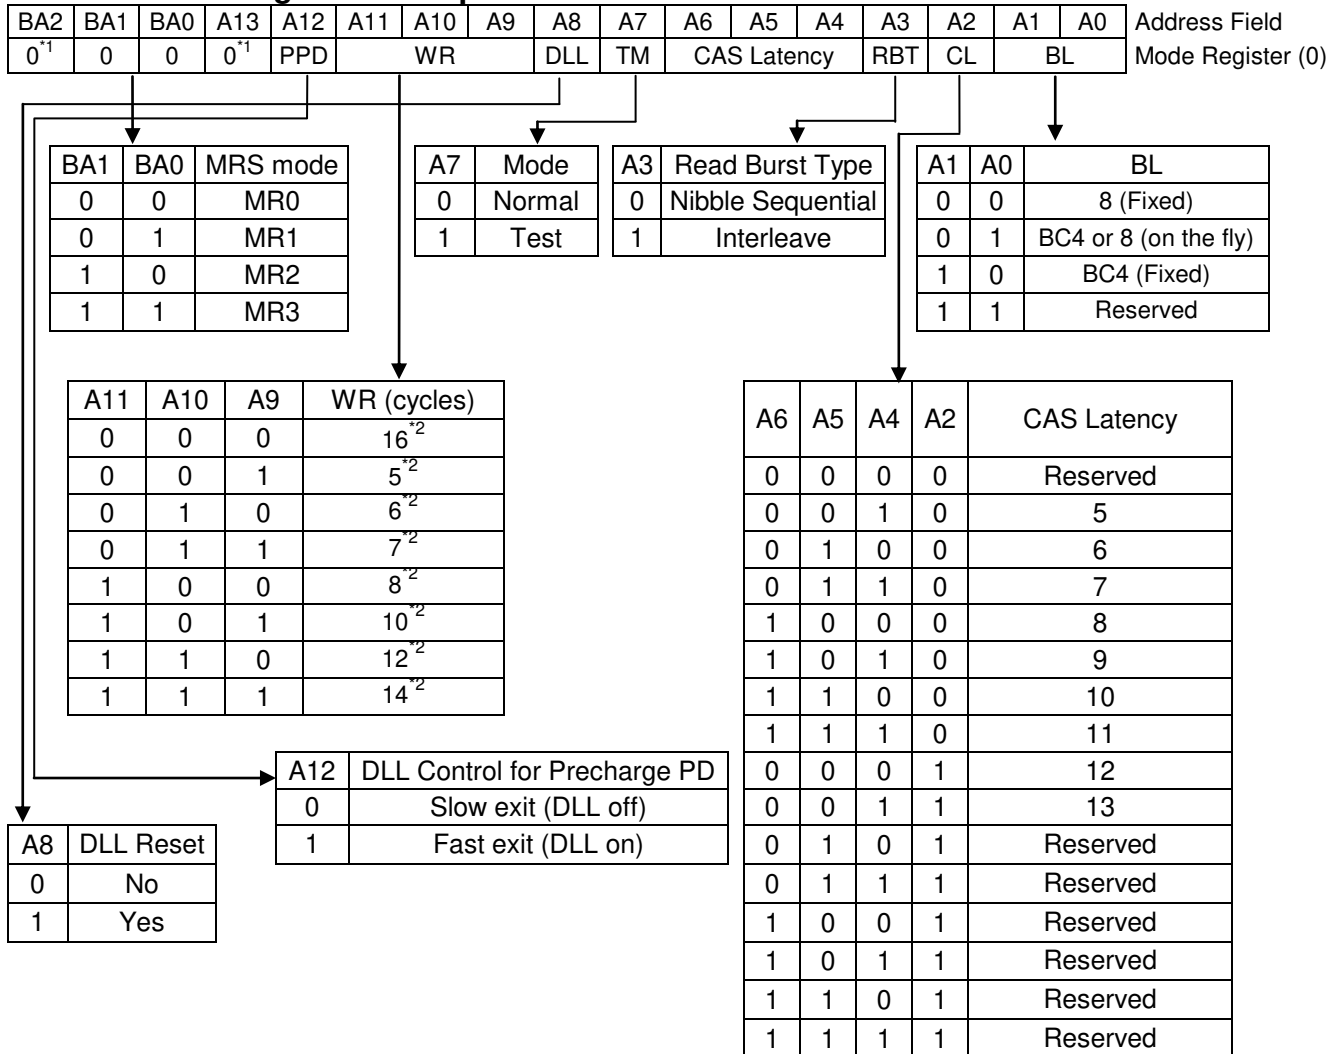 BA2 BA1 BA0 A13 A12 A11 A10 A9 A8 A7 A6 A5 A4 A3 A2 A1 A0 Address Field
0*1 0 0 0*1 PPD WR DLL TM CAS Latency RBT CL BL Mode Register (0)
BA1 BA0 MRS mode
0 0 MR0
0 1 MR1
1 0 MR2
1 1 MR3
A7 Mode
0 Normal
1 Test
A3 Read Burst Type
0 Nibble Sequential
1 Interleave
A1 A0 BL
0 0 8 (Fixed)
0 1 BC4 or 8 (on the fly)
1 0 BC4 (Fixed)
1 1 Reserved
A11 A10 A9 WR (cycles)
0 0 0 16*2
0 0 1 5*2
0 1 0 6*2
0 1 1 7*2
1 0 0 8*2
1 0 1 10*2
1 1 0 12*2
1 1 1 14*2
A6 A5 A4 A2 CAS Latency
0 0 0 0 Reserved
0 0 1 0 5
0 1 0 0 6
0 1 1 0 7
1 0 0 0 8
1 0 1 0 9
1 1 0 0 10
1 1 1 0 11
0 0 0 1 12
0 0 1 1 13
0 1 0 1 Reserved
0 1 1 1 Reserved
1 0 0 1 Reserved
1 0 1 1 Reserved
1 1 0 1 Reserved
1 1 1 1 Reserved
A12 DLL Control for Precharge PD
0 Slow exit (DLL off)
1 Fast exit (DLL on)
A8 DLL Reset
0 No
1 Yes